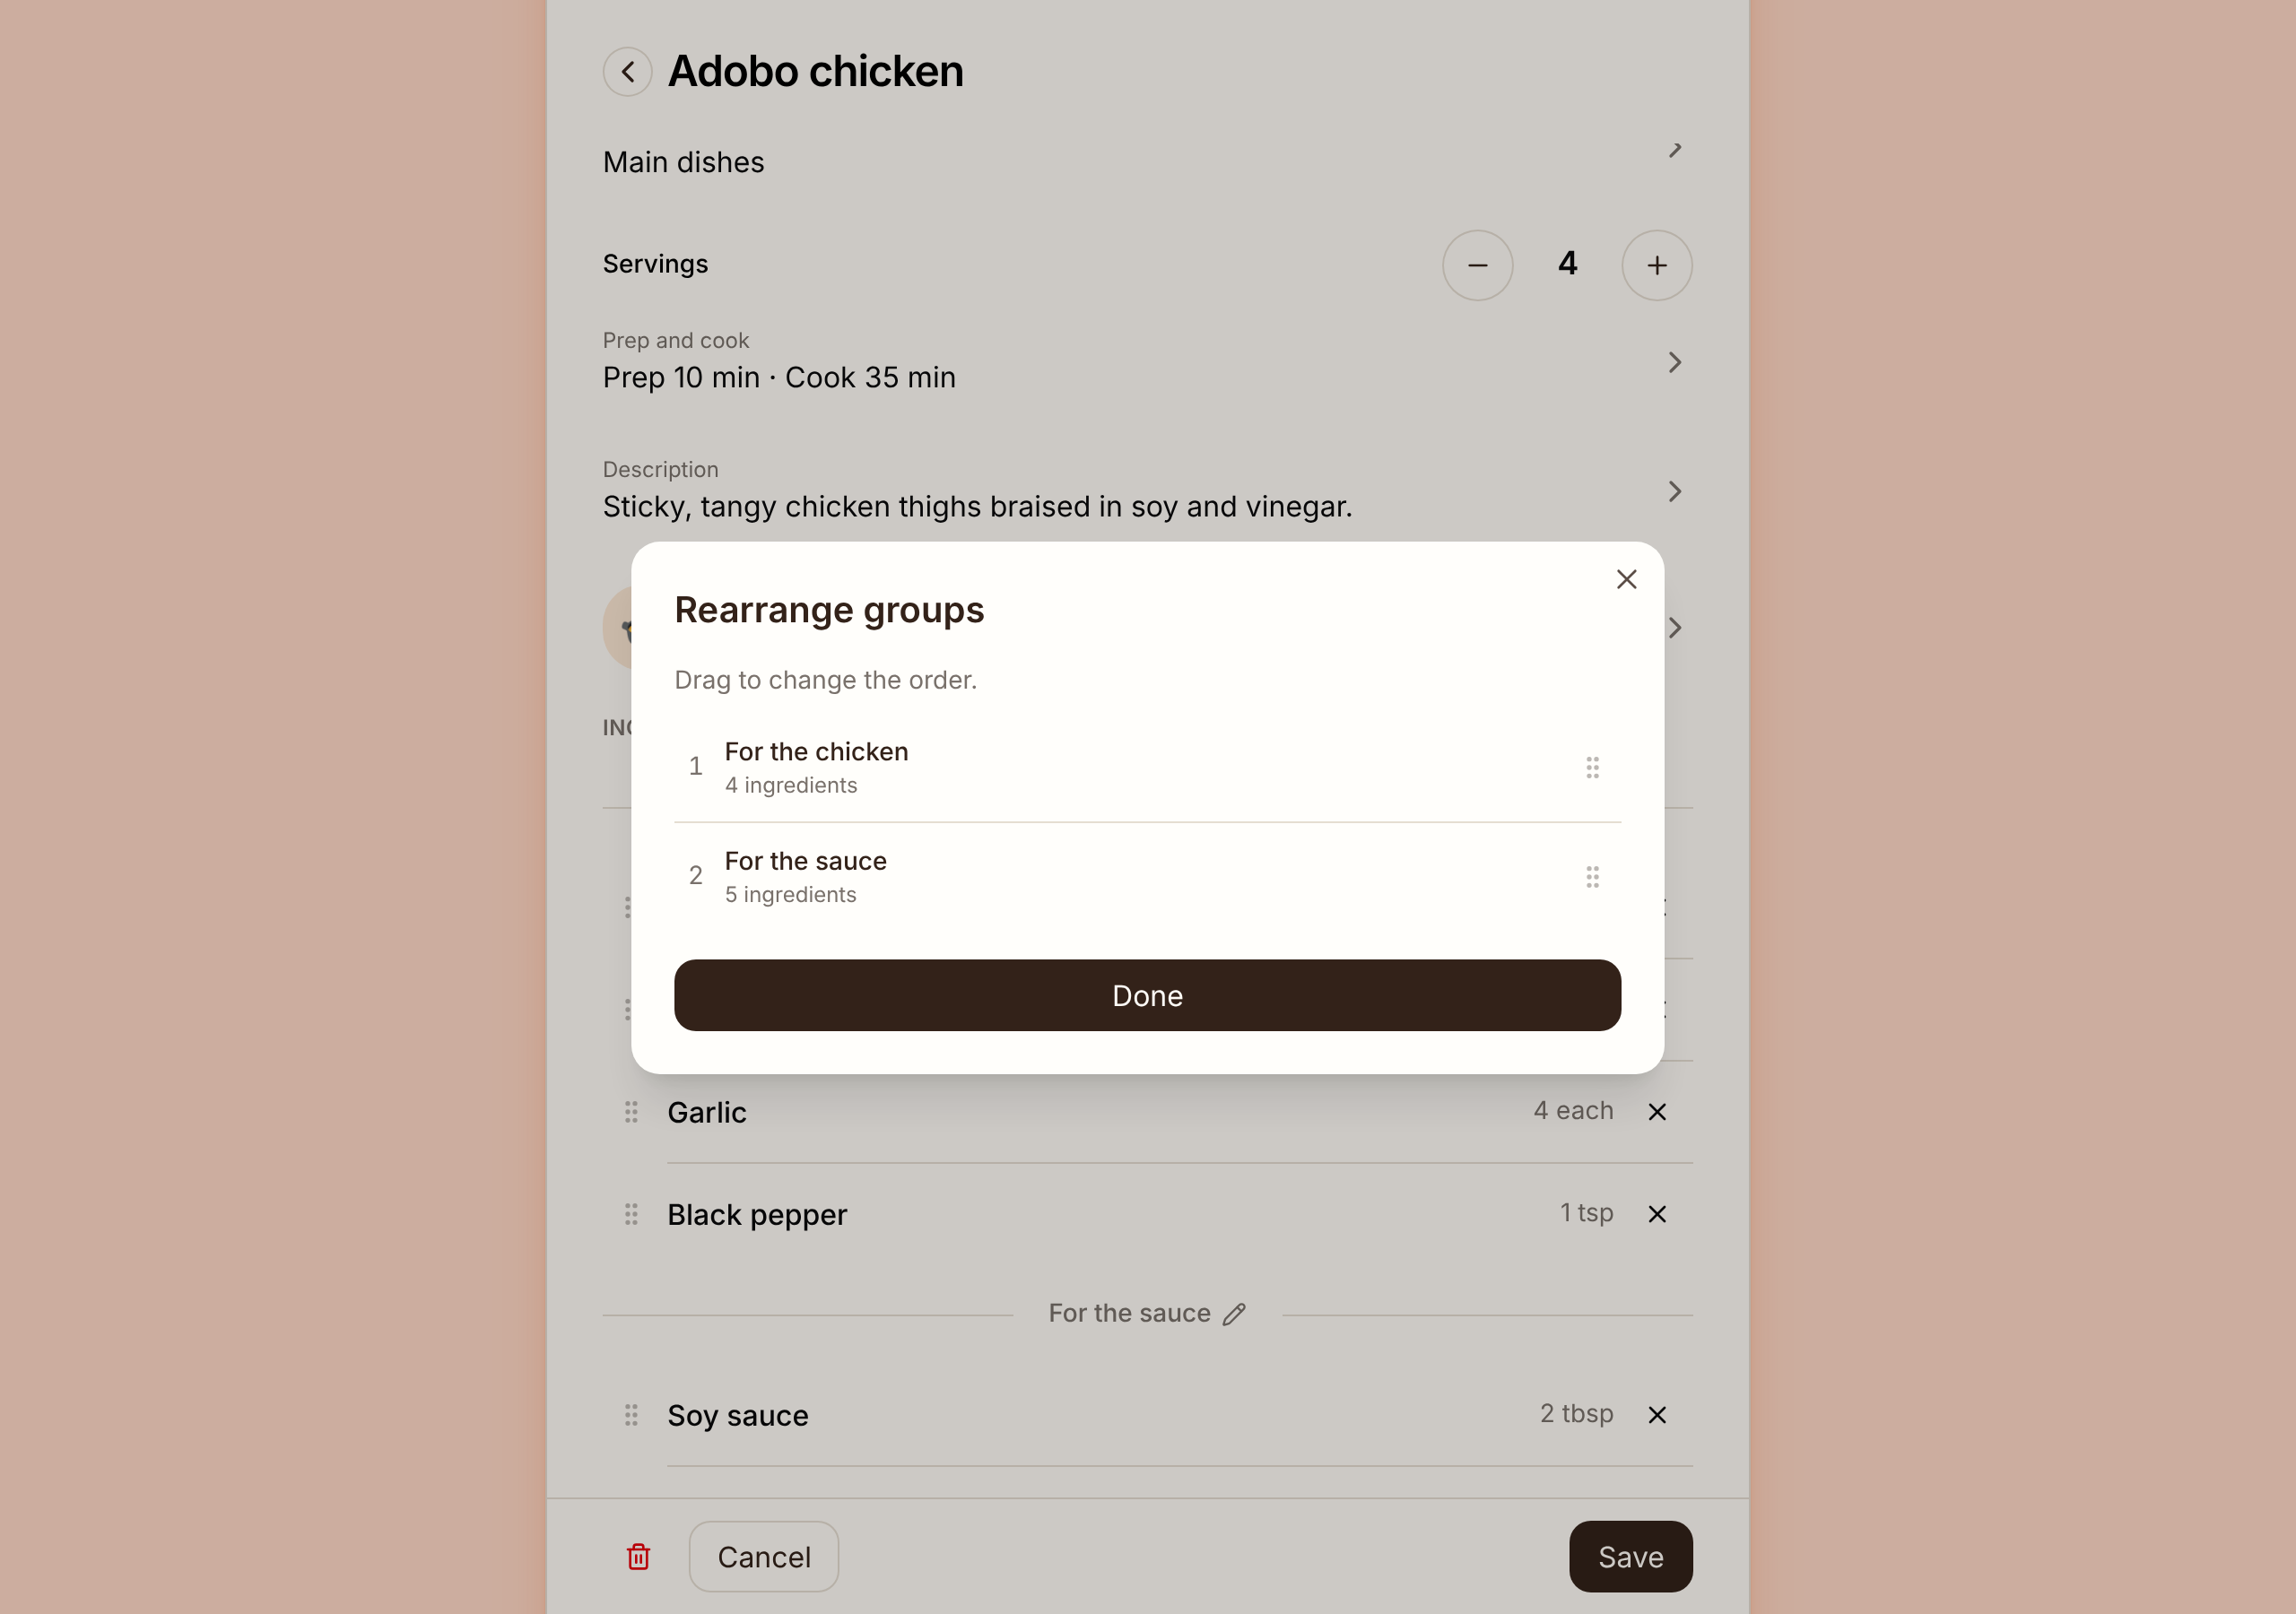 Adobo chicken
Main dishes
Servings
4
Prep and cook
Prep 10 min · Cook 35 min
Description
Sticky, tangy chicken thighs braised in soy and vinegar.
Rearrange groups
Drag to change the order.
1
For the chicken
4 ingredients
2
For the sauce
5 ingredients
Done
Garlic
4 each
Black pepper
1 tsp
For the sauce
Soy sauce
2 tbsp
Cancel
Save